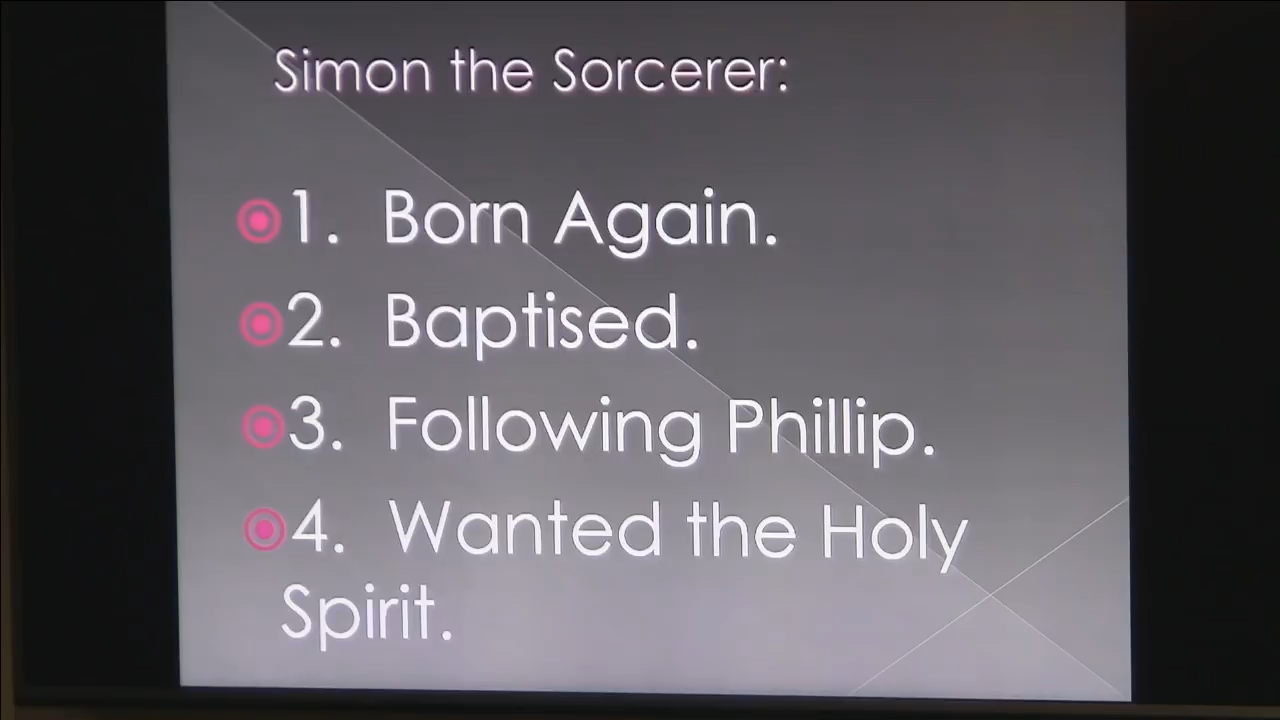 Simon the Sorcerer:
1. Born Again.
2. Baptised.
3. Following Phillip.
4. Wanted the Holy
Spirit.